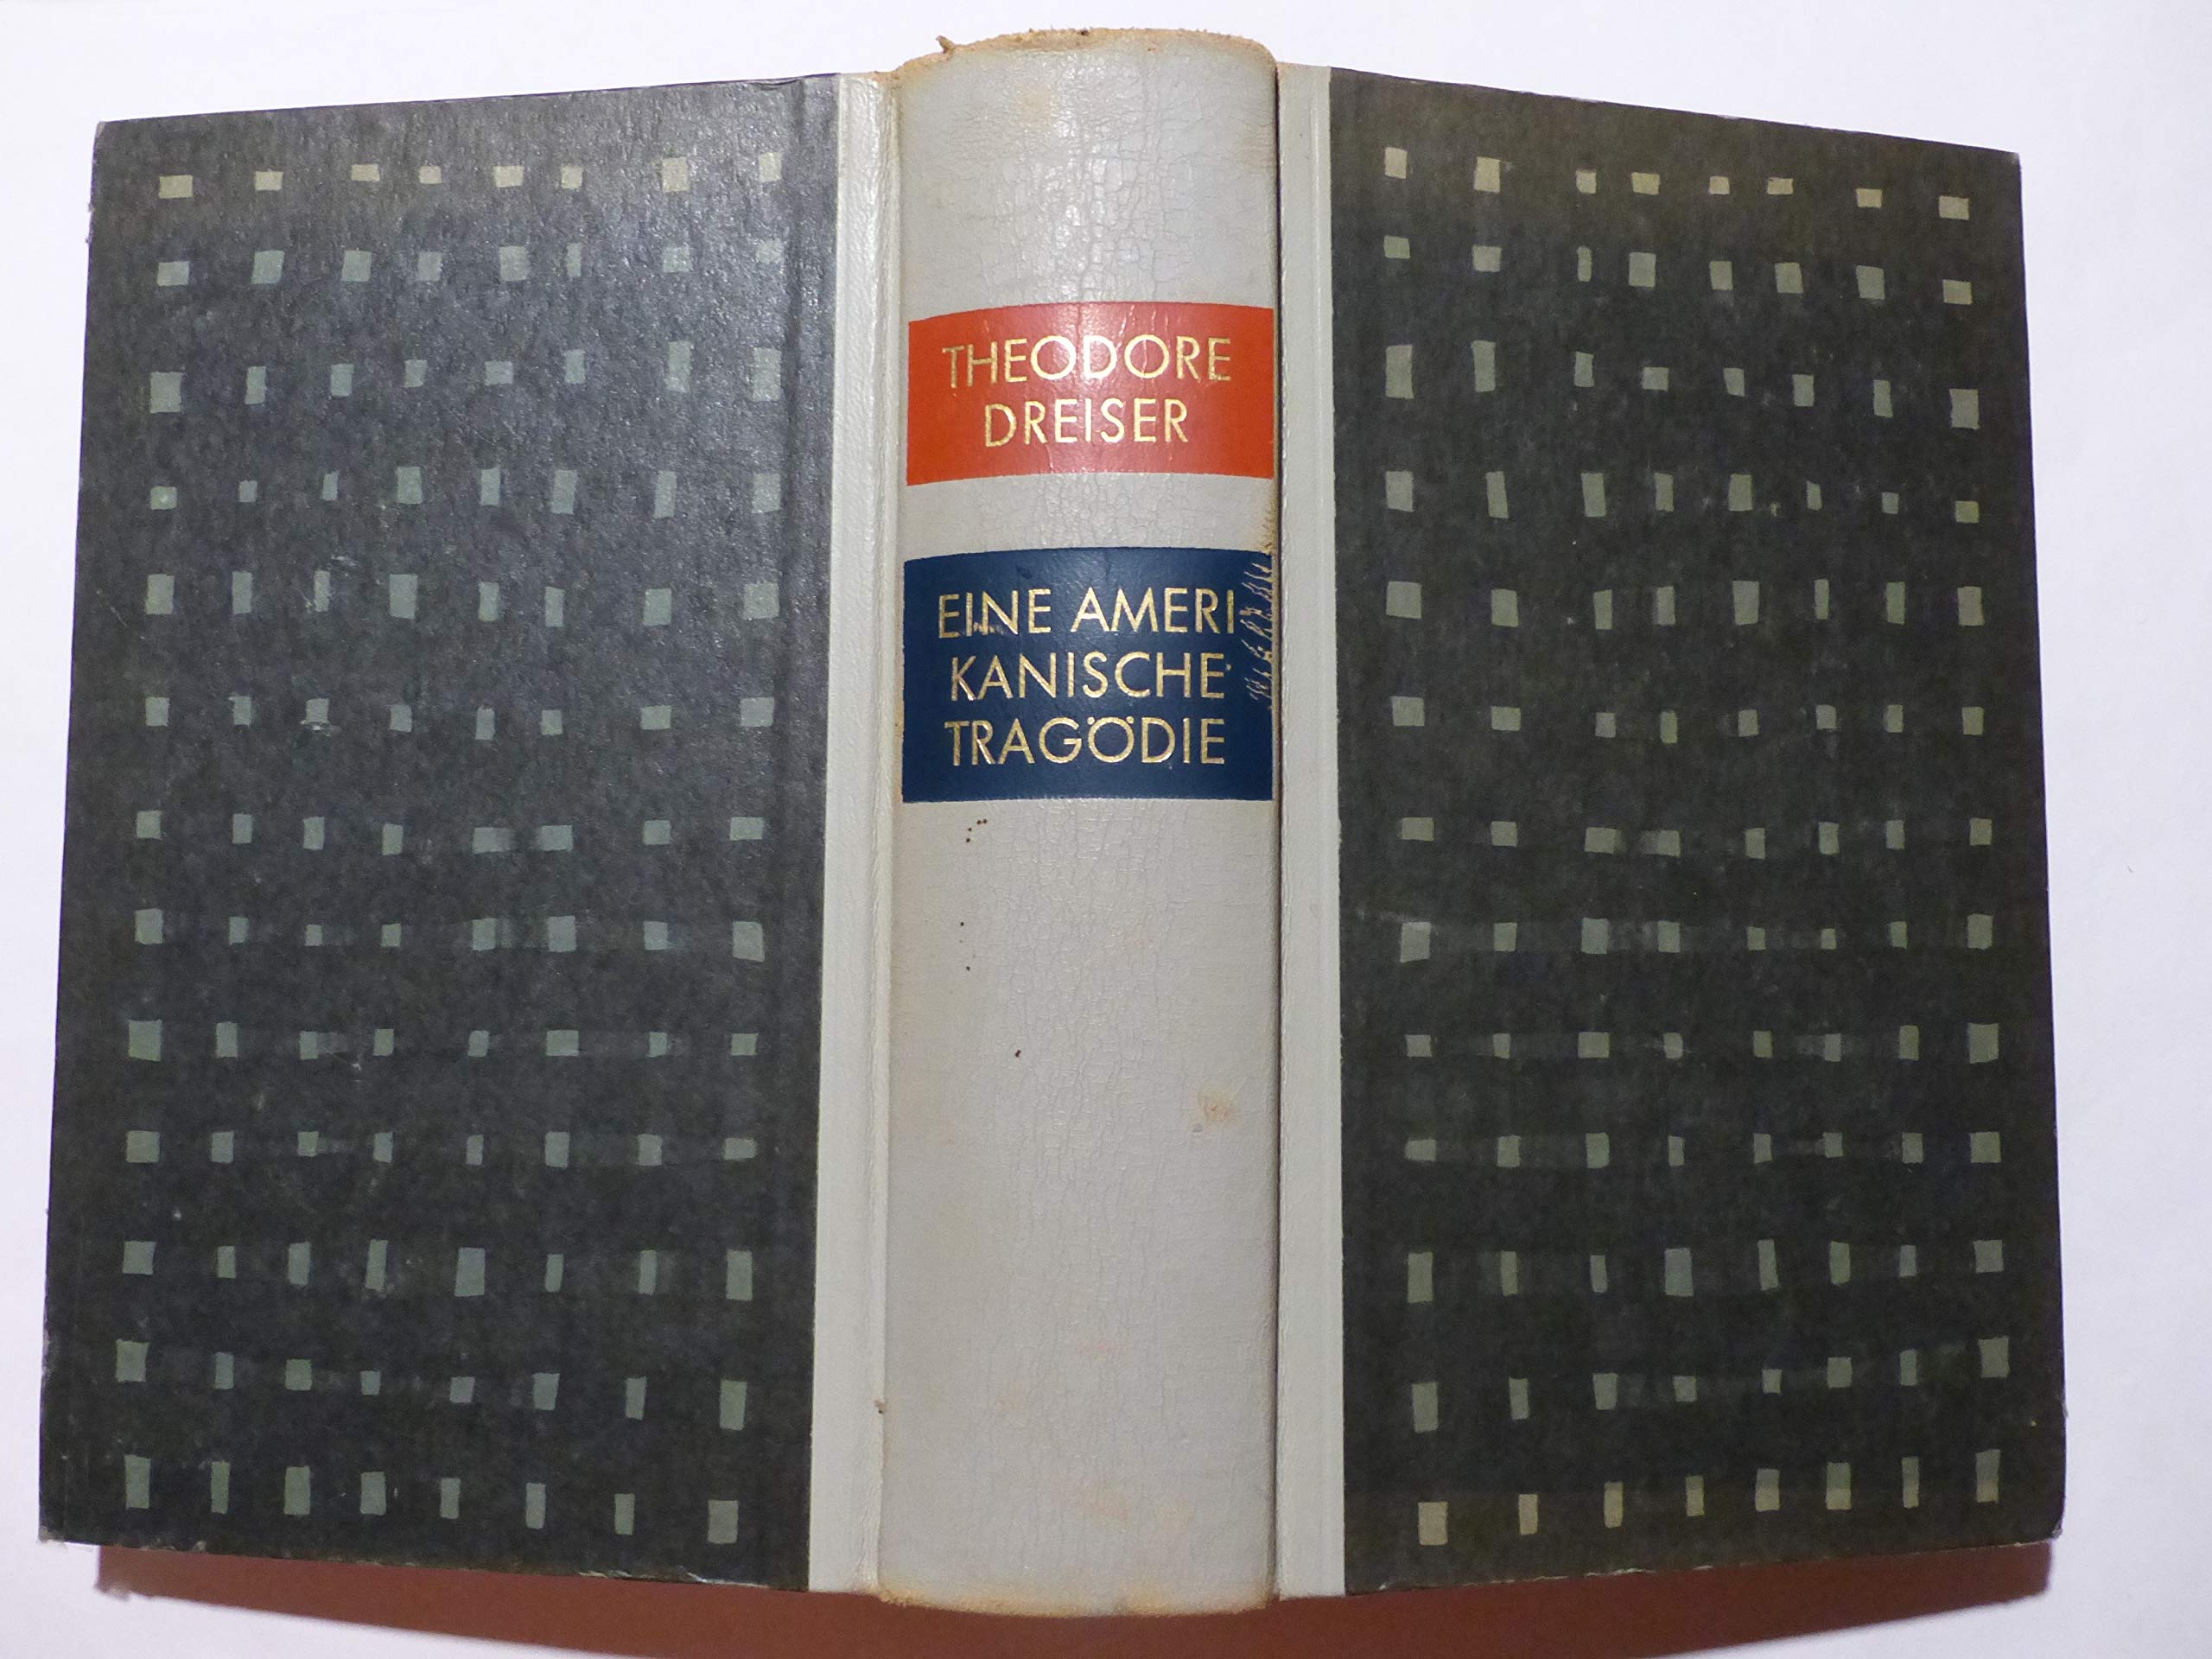 THEODORE
DREISER
EINE AMERI
KANISCHE
TRAGÖDIE